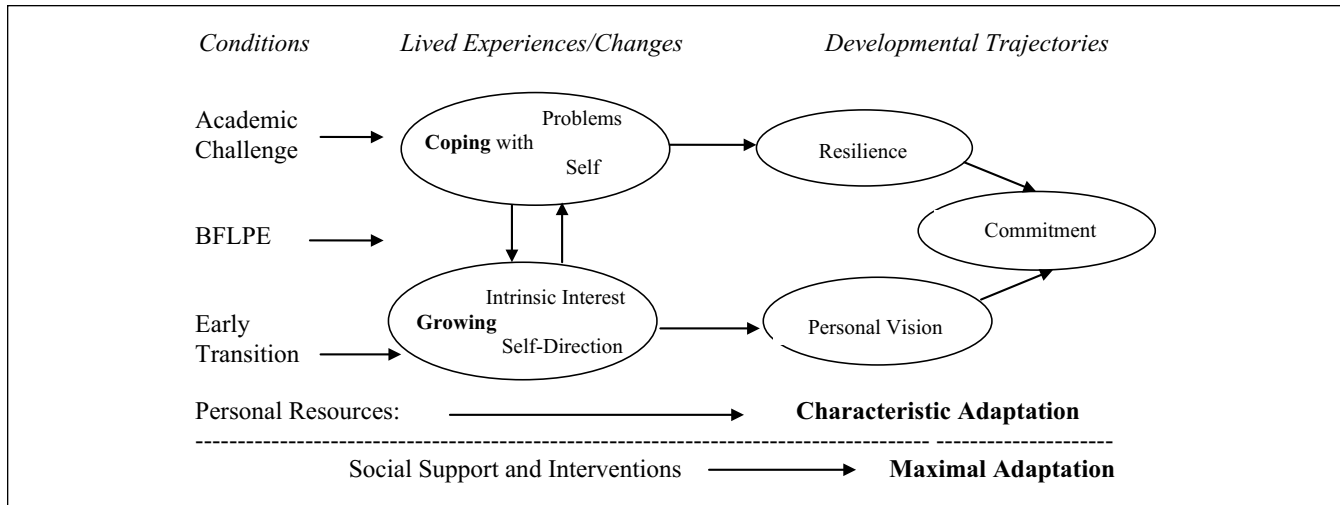 Conditions Lived Experiences/Changes Developmental Trajectories
Academic
Challenge
Problems
Coping with
Self
Resilience
BFLPE
Commitment
Early
Transition
Intrinsic Interest
Growing
Self-Direction
Personal Vision
Personal Resources: Characteristic Adaptation
Social Support and Interventions Maximal Adaptation